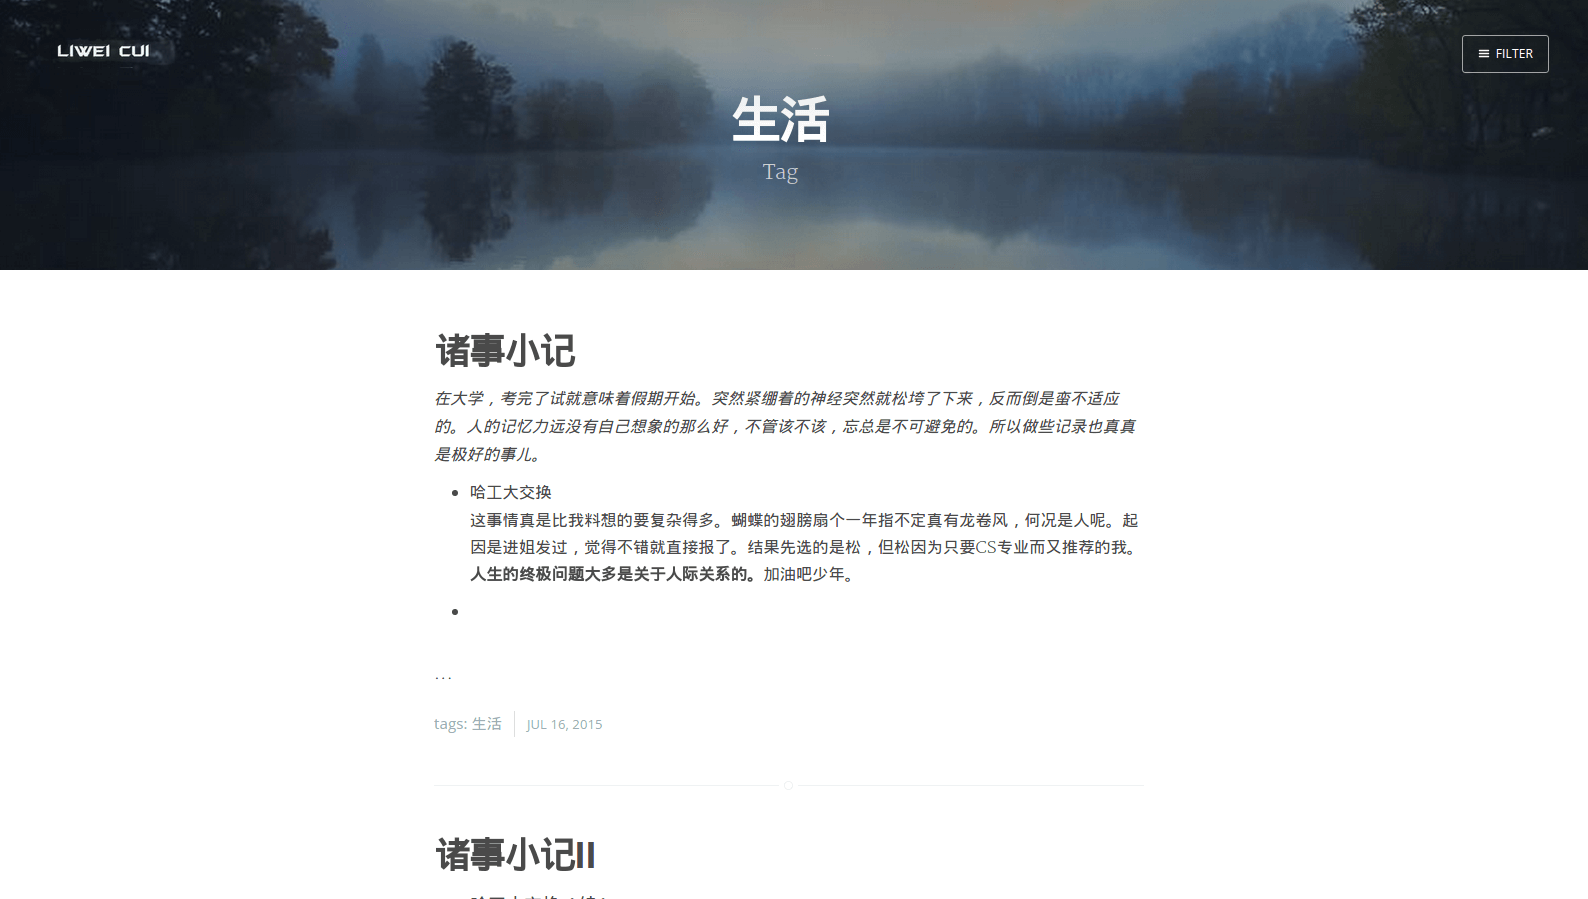 LIWEI CUI
FILTER
生活
Tag
诸事小记
在大学，考完了试就意味着假期开始。突然紧绷着的神经突然就松垮了下来，反而倒是蛮不适应
的。人的记忆力远没有自己想象的那么好，不管该不该，忘总是不可避免的。所以做些记录也真真
是极好的事儿。
哈工大交换
这事情真是比我料想的要复杂得多。蝴蝶的翅膀扇个一年指不定真有龙卷风，何况是人呢。起
因是进姐发过，觉得不错就直接报了。结果先选的是松，但松因为只要CS专业而又推荐的我。
人生的终极问题大多是关于人际关系的。加油吧少年。
...
tags: 生活
JUL 16, 2015
诸事小记II